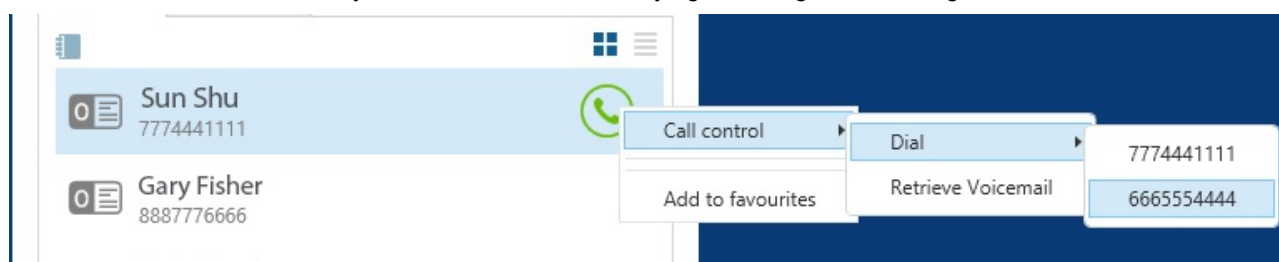 Sun Shu
7774441111
Gary Fisher
8887776666
Call control
Add to favourites
Dial
Retrieve Voicemail
7774441111
6665554444